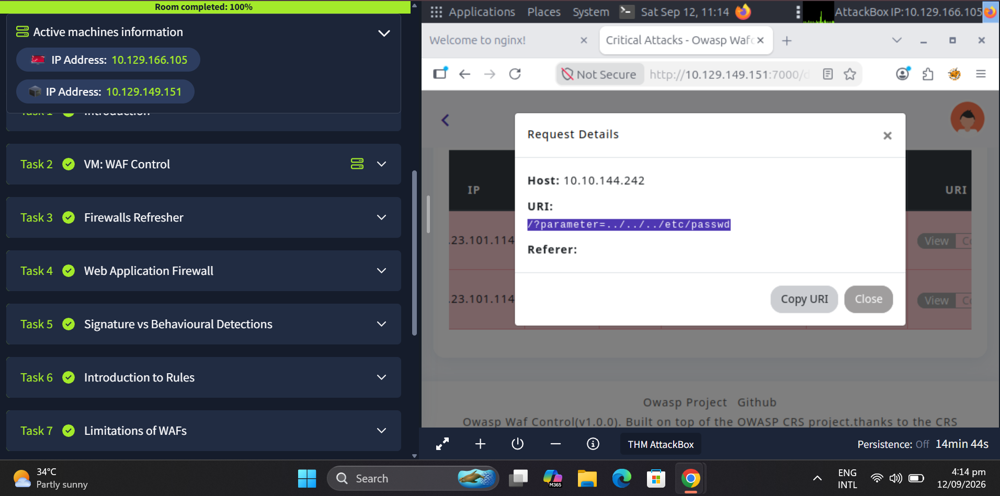 Room completed: 100%
Active machines information
IP Address: 10.129.166.105
IP Address: 10.129.149.151
Task 1 Introduction
Task 2 VM: WAF Control
Task 3 Firewalls Refresher
Task 4 Web Application Firewall
Task 5 Signature vs Behavioural Detections
Task 6 Introduction to Rules
Task 7 Limitations of WAFs
Applications Places System Sat Sep 12, 11:14 AttackBox IP:10.129.166.105
Welcome to nginx!
Critical Attacks - Owasp Wafc
Not Secure http://10.129.149.151:7000/d
Request Details
Host: 10.10.144.242
URI:
/?parameter=../../../etc/passwd
Referer:
Copy URI Close
IP URI
.23.101.114 View Co
.23.101.114 View Co
Owasp Project Github
Owasp Waf Control(v1.0.0). Built on top of the OWASP CRS project.thanks to the CRS
THM AttackBox
Persistence: Off 14min 44s
34°C
Partly sunny
Search
M365
ENG
INTL
4:14 pm
12/09/2026